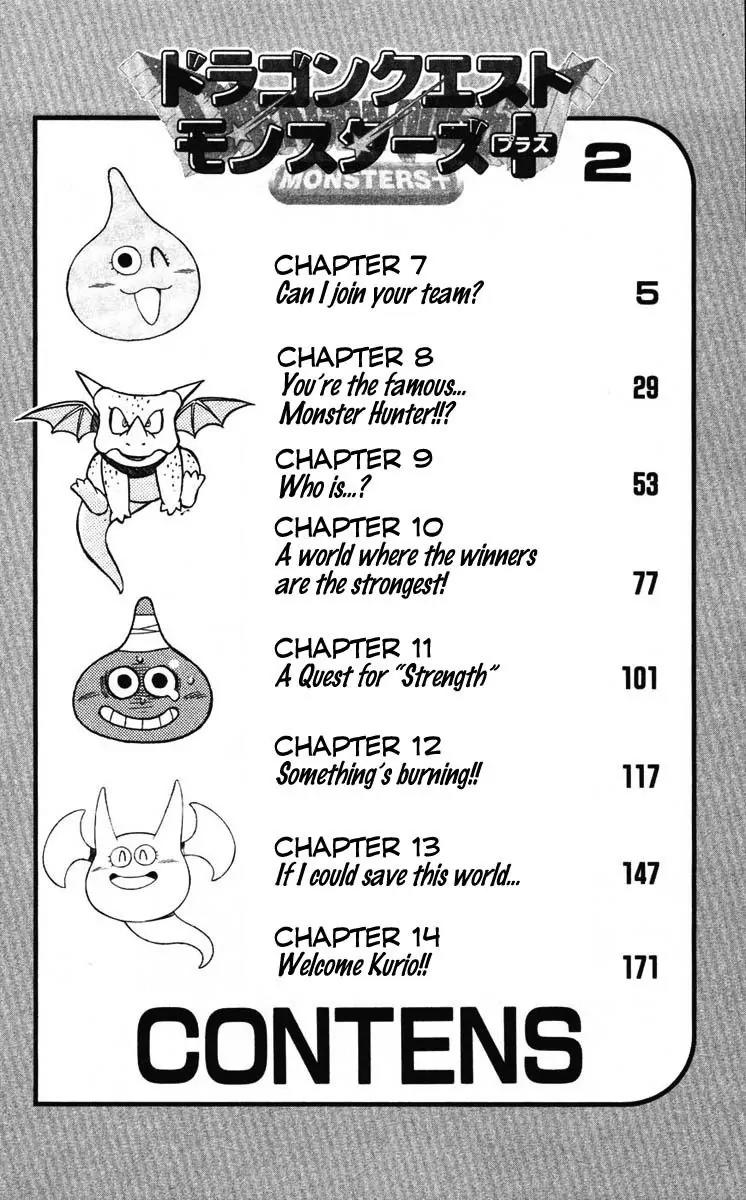 ドラゴンクエスト
モンスターズ+
プラス
MONSTERS+
2
CHAPTER 7
Can I join your team? 5
CHAPTER 8
You're the famous...
Monster Hunter!!? 29
CHAPTER 9
Who is...? 53
CHAPTER 10
A world where the winners
are the strongest! 77
CHAPTER 11
A Quest for "Strength" 101
CHAPTER 12
Something's burning!! 117
CHAPTER 13
If I could save this world... 147
CHAPTER 14
Welcome Kurio!! 171
CONTENS